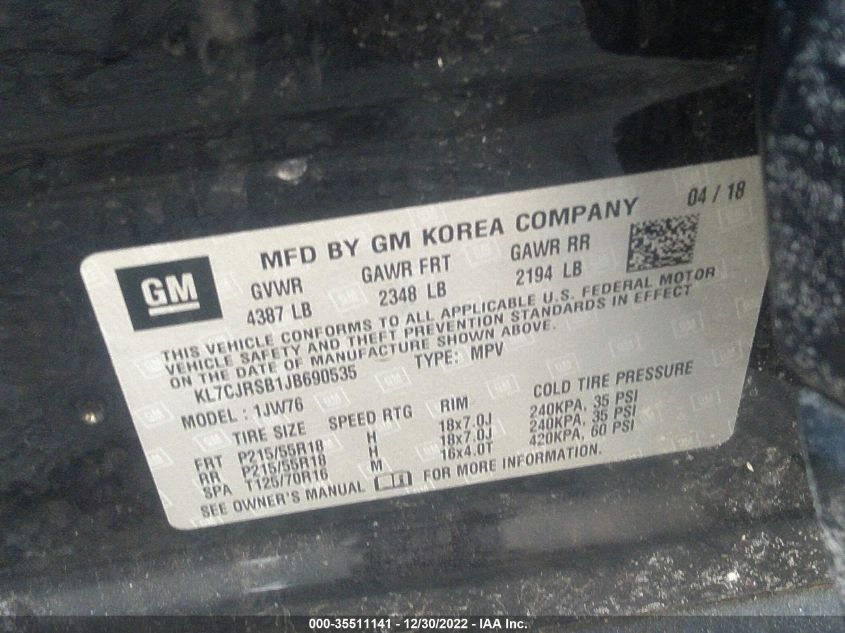 MFD BY GM KOREA COMPANY 04 / 18
GM
GVWR GAWR FRT GAWR RR
4387 LB 2348 LB 2194 LB
THIS VEHICLE CONFORMS TO ALL APPLICABLE U.S. FEDERAL MOTOR
VEHICLE SAFETY AND THEFT PREVENTION STANDARDS IN EFFECT
ON THE DATE OF MANUFACTURE SHOWN ABOVE.
KL7CJRSB1JB690535 TYPE: MPV
MODEL : 1JW76
TIRE SIZE SPEED RTG RIM COLD TIRE PRESSURE
FRT P215/55R18 H 18x7.0J 240KPA, 35 PSI
RR P215/55R18 H 18x7.0J 240KPA, 35 PSI
SPA T125/70R16 M 16x4.0T 420KPA, 60 PSI
SEE OWNER'S MANUAL FOR MORE INFORMATION.
000-35511141 - 12/30/2022 - IAA Inc.